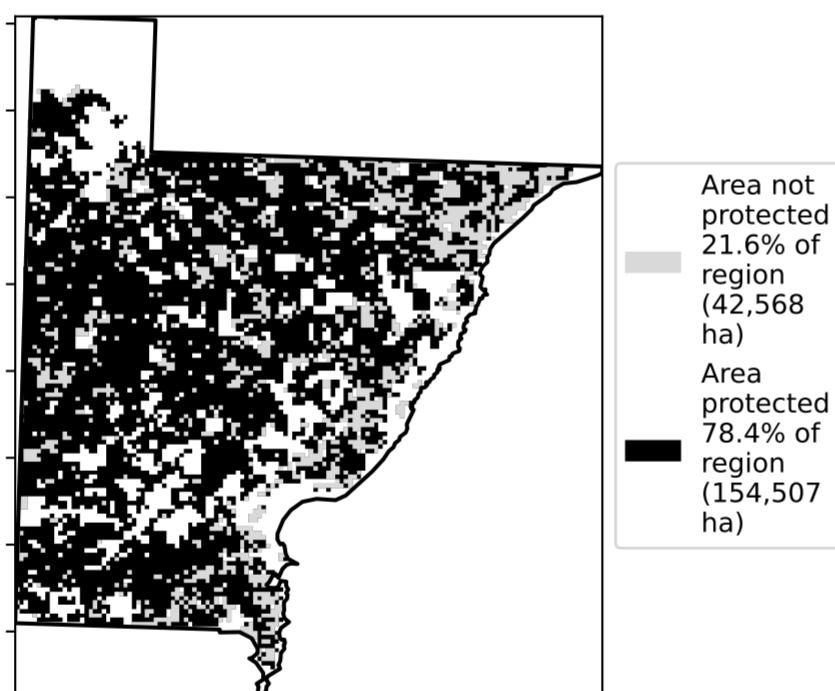 Area not
protected
21.6% of
region
(42,568
ha)
Area
protected
78.4% of
region
(154,507
ha)